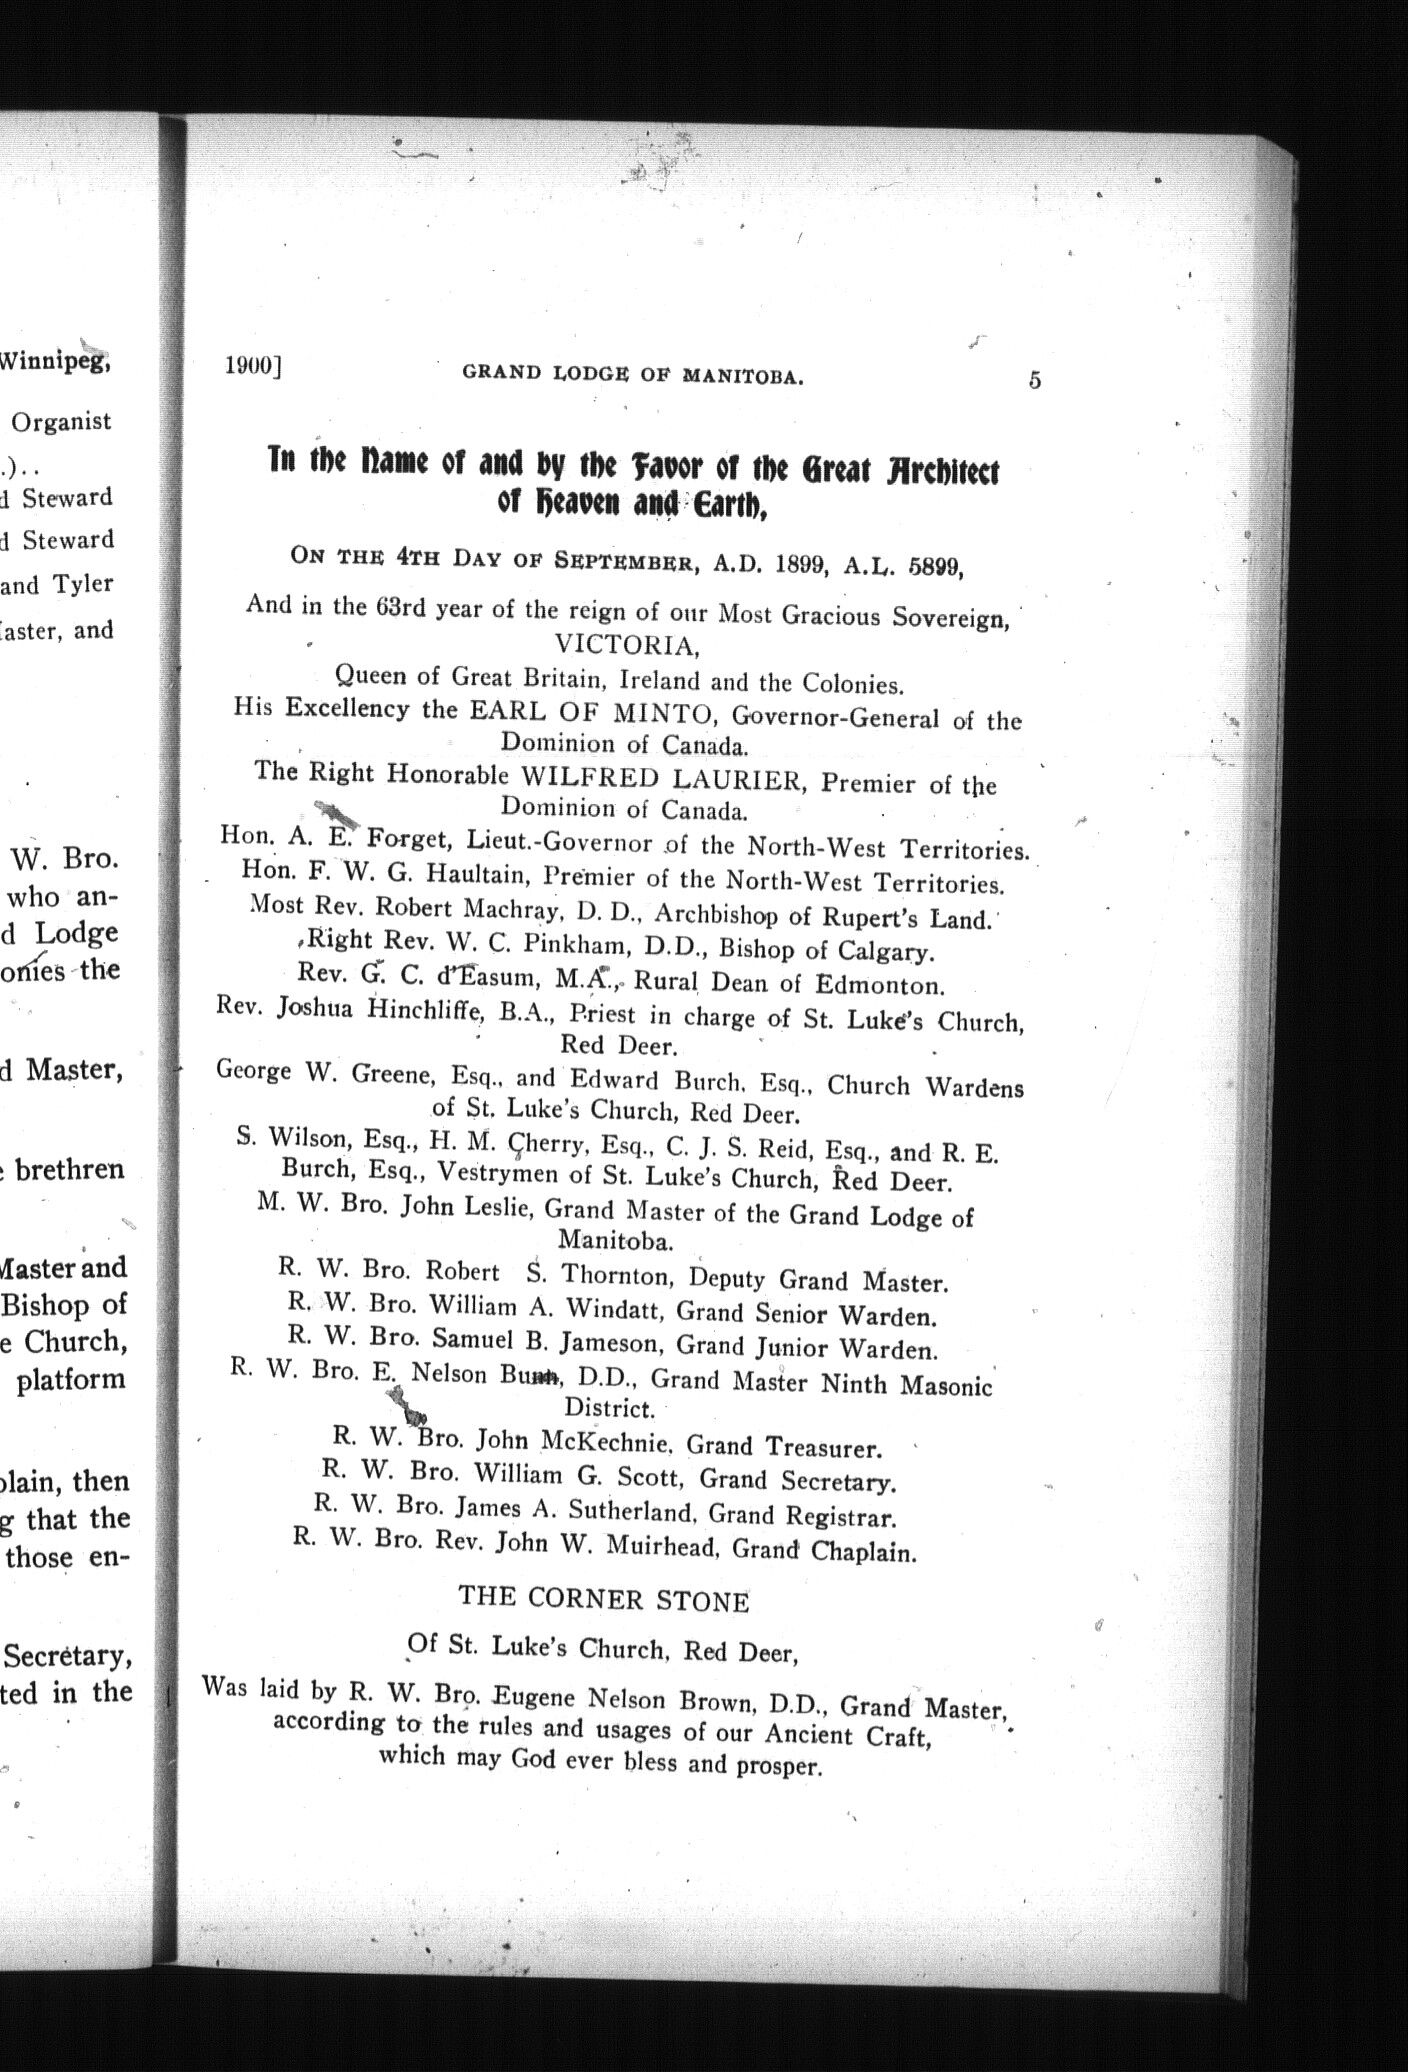 Winnipeg,
Organist
.)..
d Steward
d Steward
and Tyler
aster, and
W. Bro.
who an-
d Lodge
onies the
d Master,
brethren
Master and
Bishop of
e Church,
platform
plain, then
g that the
those en-
Secretary,
ted in the
1900] GRAND LODGE OF MANITOBA. 5
In the Name of and by the Favor of the Great Architect
of Heaven and Earth,
ON THE 4TH DAY OF SEPTEMBER, A.D. 1899, A.L. 5899,
And in the 63rd year of the reign of our Most Gracious Sovereign,
VICTORIA,
Queen of Great Britain, Ireland and the Colonies.
His Excellency the EARL OF MINTO, Governor-General of the
Dominion of Canada.
The Right Honorable WILFRED LAURIER, Premier of the
Dominion of Canada.
Hon. A. E. Forget, Lieut.-Governor of the North-West Territories.
Hon. F. W. G. Haultain, Premier of the North-West Territories.
Most Rev. Robert Machray, D. D., Archbishop of Rupert's Land.
Right Rev. W. C. Pinkham, D.D., Bishop of Calgary.
Rev. G. C. d'Easum, M.A., Rural Dean of Edmonton.
Rev. Joshua Hinchliffe, B.A., Priest in charge of St. Luke's Church,
Red Deer.
George W. Greene, Esq., and Edward Burch, Esq., Church Wardens
of St. Luke's Church, Red Deer.
S. Wilson, Esq., H. M. Cherry, Esq., C. J. S. Reid, Esq., and R. E.
Burch, Esq., Vestrymen of St. Luke's Church, Red Deer.
M. W. Bro. John Leslie, Grand Master of the Grand Lodge of
Manitoba.
R. W. Bro. Robert S. Thornton, Deputy Grand Master.
R. W. Bro. William A. Windatt, Grand Senior Warden.
R. W. Bro. Samuel B. Jameson, Grand Junior Warden.
R. W. Bro. E. Nelson D.D., Grand Master Ninth Masonic
District.
R. W. Bro. John McKechnie, Grand Treasurer.
R. W. Bro. William G. Scott, Grand Secretary.
R. W. Bro. James A. Sutherland, Grand Registrar.
R. W. Bro. Rev. John W. Muirhead, Grand Chaplain.
THE CORNER STONE
Of St. Luke's Church, Red Deer,
Was laid by R. W. Bro. Eugene Nelson Brown, D.D., Grand Master,
according to the rules and usages of our Ancient Craft,
which may God ever bless and prosper.